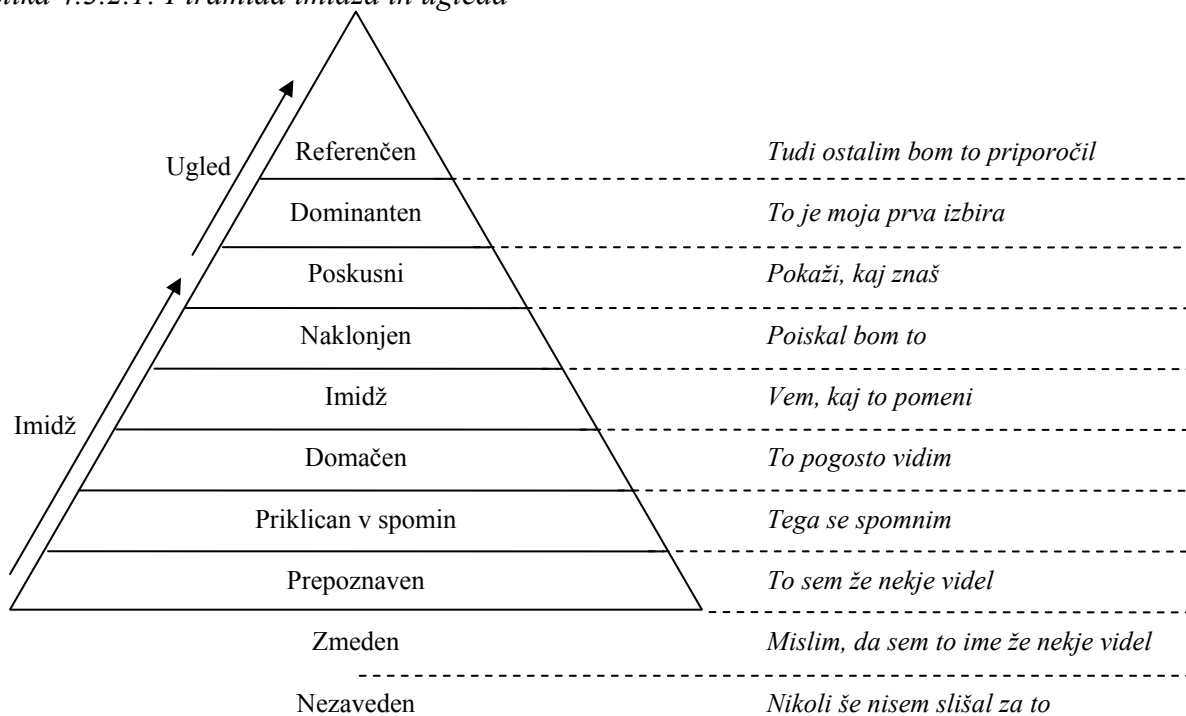 4.3.2.1: Piramida imidža in ugleda
Ugled
Referenčen
Tudi ostalim bom to priporočil
Dominanten
To je moja prva izbira
Poskusni
Pokaži, kaj znaš
Naklonjen
Poiskal bom to
Imidž
Imidž
Vem, kaj to pomeni
Domačen
To pogosto vidim
Priklican v spomin
Tega se spomnim
Prepoznaven
To sem že nekje videl
Zmeden
Mislim, da sem to ime že nekje videl
Nezaveden
Nikoli še nisem slišal za to